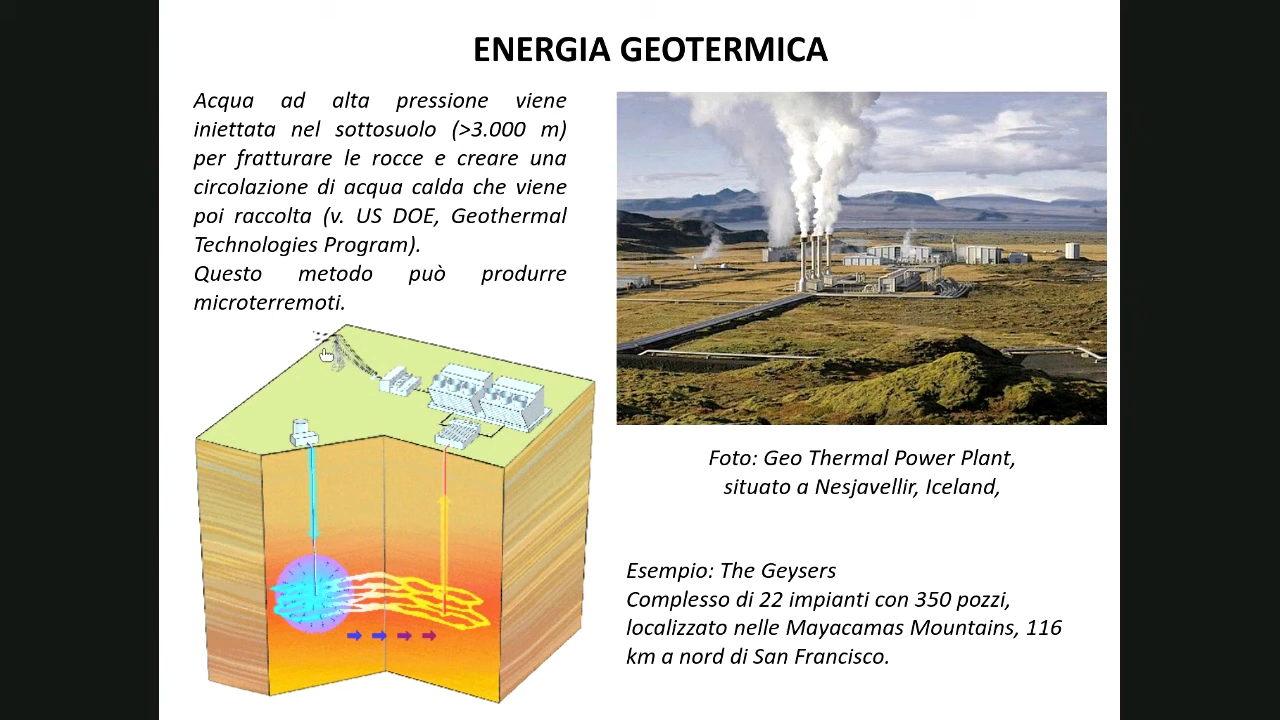 ENERGIA GEOTERMICA
Acqua ad alta pressione viene
iniettata nel sottosuolo (>3.000 m)
per fratturare le rocce e creare una
circolazione di acqua calda che viene
poi raccolta (v. US DOE, Geothermal
Technologies Program).
Questo metodo può produrre
microterremoti.
Foto: Geo Thermal Power Plant,
situato a Nesjavellir, Iceland,
Esempio: The Geysers
Complesso di 22 impianti con 350 pozzi,
localizzato nelle Mayacamas Mountains, 116
km a nord di San Francisco.